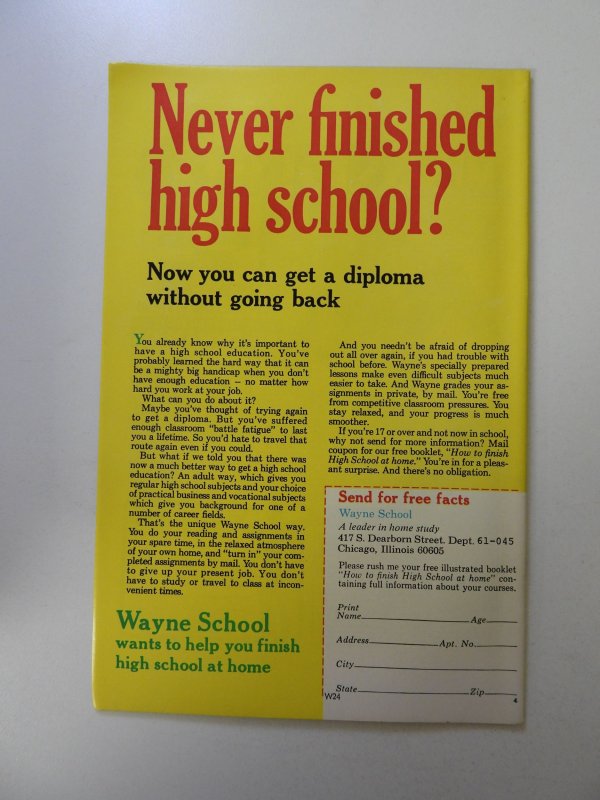 Never finished
high school?
Now you can get a diploma
without going back
You already know why it's important to
have a high school education. You've
probably learned the hard way that it can
be a mighty big handicap when you don't
have enough education — no matter how
hard you work at your job.
What can you do about it?
Maybe you've thought of trying again
to get a diploma. But you've suffered
enough classroom "battle fatigue" to last
you a lifetime. So you'd hate to travel that
route again even if you could.
But what if we told you that there was
now a much better way to get a high school
education? An adult way, which gives you
regular high school subjects and your choice
of practical business and vocational subjects
which give you background for one of a
number of career fields.
That's the unique Wayne School way.
You do your reading and assignments in
your spare time, in the relaxed atmosphere
of your own home, and "turn in" your com-
pleted assignments by mail. You don't have
to give up your present job. You don't
have to study or travel to class at incon-
venient times.
Wayne School
wants to help you finish
high school at home
And you needn't be afraid of dropping
out all over again, if you had trouble with
school before. Wayne's specially prepared
lessons make even difficult subjects much
easier to take. And Wayne grades your as-
signments in private, by mail. You're free
from competitive classroom pressures. You
stay relaxed, and your progress is much
smoother.
If you're 17 or over and not now in school,
why not send for more information? Mail
coupon for our free booklet, "How to finish
High School at home." You're in for a pleas-
ant surprise. And there's no obligation.
Send for free facts
Wayne School
A leader in home study
417 S. Dearborn Street. Dept. 61-045
Chicago, Illinois 60605
Please rush me your free illustrated booklet
"How to finish High School at home" con-
taining full information about your courses.
Print
Name Age
Address Apt. No.
City
State Zip
W24 4